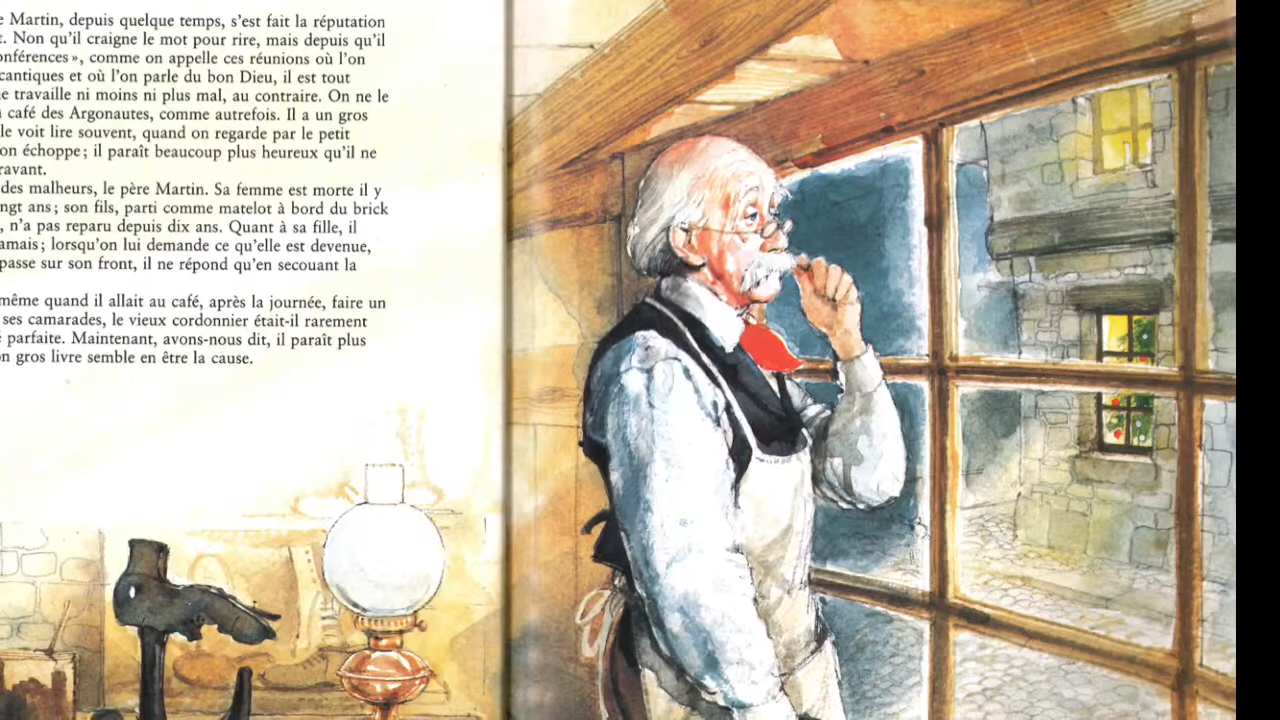 Martin, depuis quelque temps, s'est fait la réputation
Non qu'il craigne le mot pour rire, mais depuis qu'il
onférences », comme on appelle ces réunions où l'on
cantiques et où l'on parle du bon Dieu, il est tout
e travaille ni moins ni plus mal, au contraire. On ne le
café des Argonautes, comme autrefois. Il a un gros
le voit lire souvent, quand on regarde par le petit
on échoppe ; il paraît beaucoup plus heureux qu'il ne
ravant.
des malheurs, le père Martin. Sa femme est morte il y
ngt ans ; son fils, parti comme matelot à bord du brick
, n'a pas reparu depuis dix ans. Quant à sa fille, il
amais ; lorsqu'on lui demande ce qu'elle est devenue,
passe sur son front, il ne répond qu'en secouant la
même quand il allait au café, après la journée, faire un
ses camarades, le vieux cordonnier était-il rarement
parfaite. Maintenant, avons-nous dit, il paraît plus
on gros livre semble en être la cause.